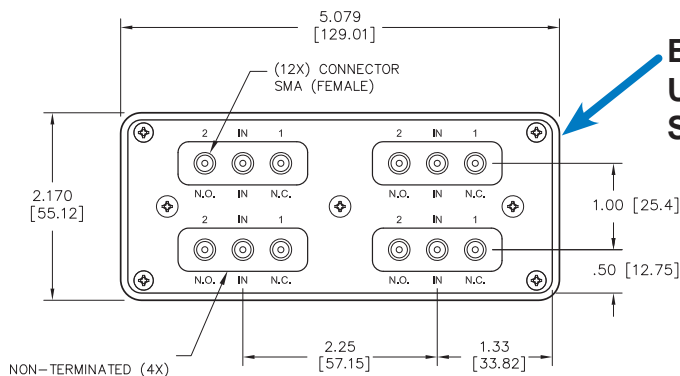 5.079
[129.01]
(12X) CONNECTOR
SMA (FEMALE)
E
U
S
2 IN 1 2 IN 1
N.O. IN N.C. N.O. IN N.C.
2.170
[55.12]
1.00 [25.4]
2 IN 1 2 IN 1
N.O. IN N.C. N.O. IN N.C.
.50 [12.75]
2.25
[57.15]
1.33
[33.82]
NON-TERMINATED (4X)